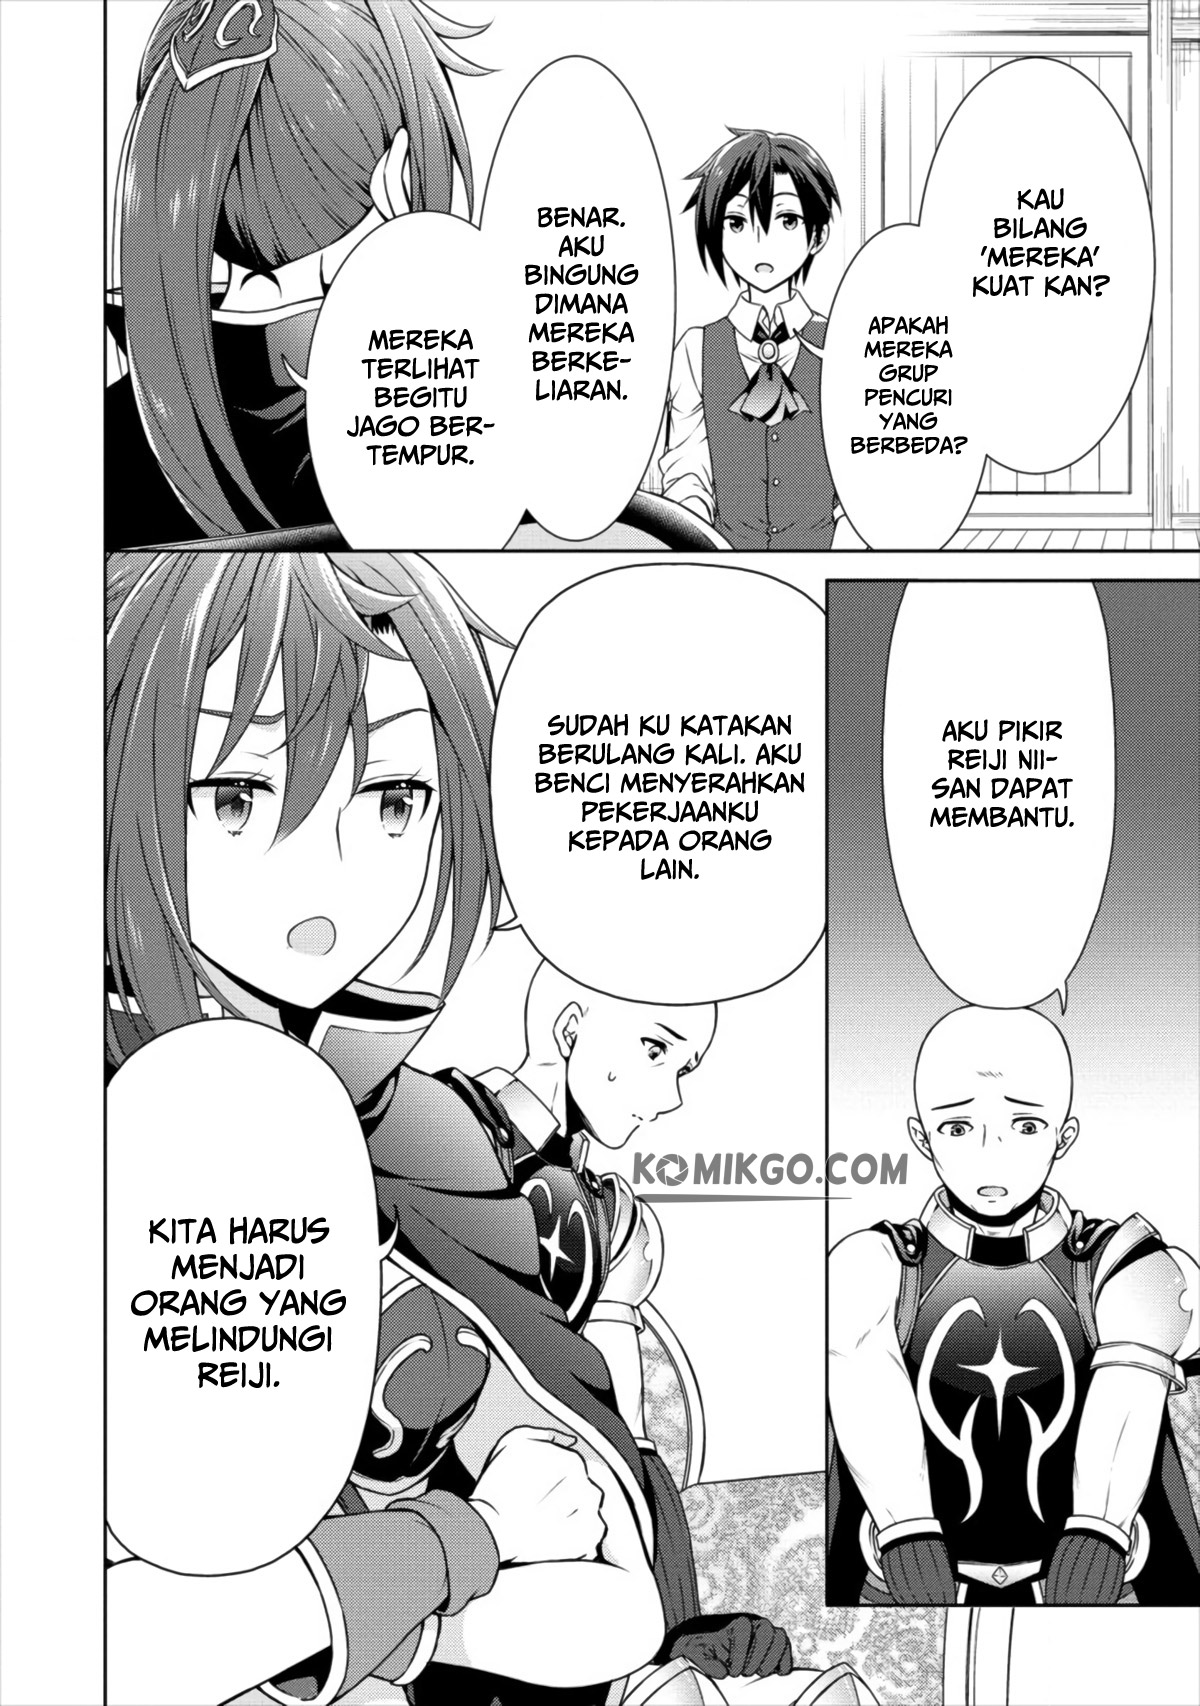 KAU
BILANG
'MEREKA'
KUAT KAN?
APAKAH
MEREKA
GRUP
PENCURI
YANG
BERBEDA?
BENAR.
AKU
BINGUNG
DIMANA
MEREKA
BERKE-
LIARAN.
MEREKA
TERLIHAT
BEGITU
JAGO BER-
TEMPUR.
AKU PIKIR
REIJI NII-
SAN DAPAT
MEMBANTU.
SUDAH KU KATAKAN
BERULANG KALI. AKU
BENCI MENYERAHKAN
PEKERJAANKU
KEPADA ORANG
LAIN.
KOMIKGO.COM
KITA HARUS
MENJADI
ORANG YANG
MELINDUNGI
REIJI.